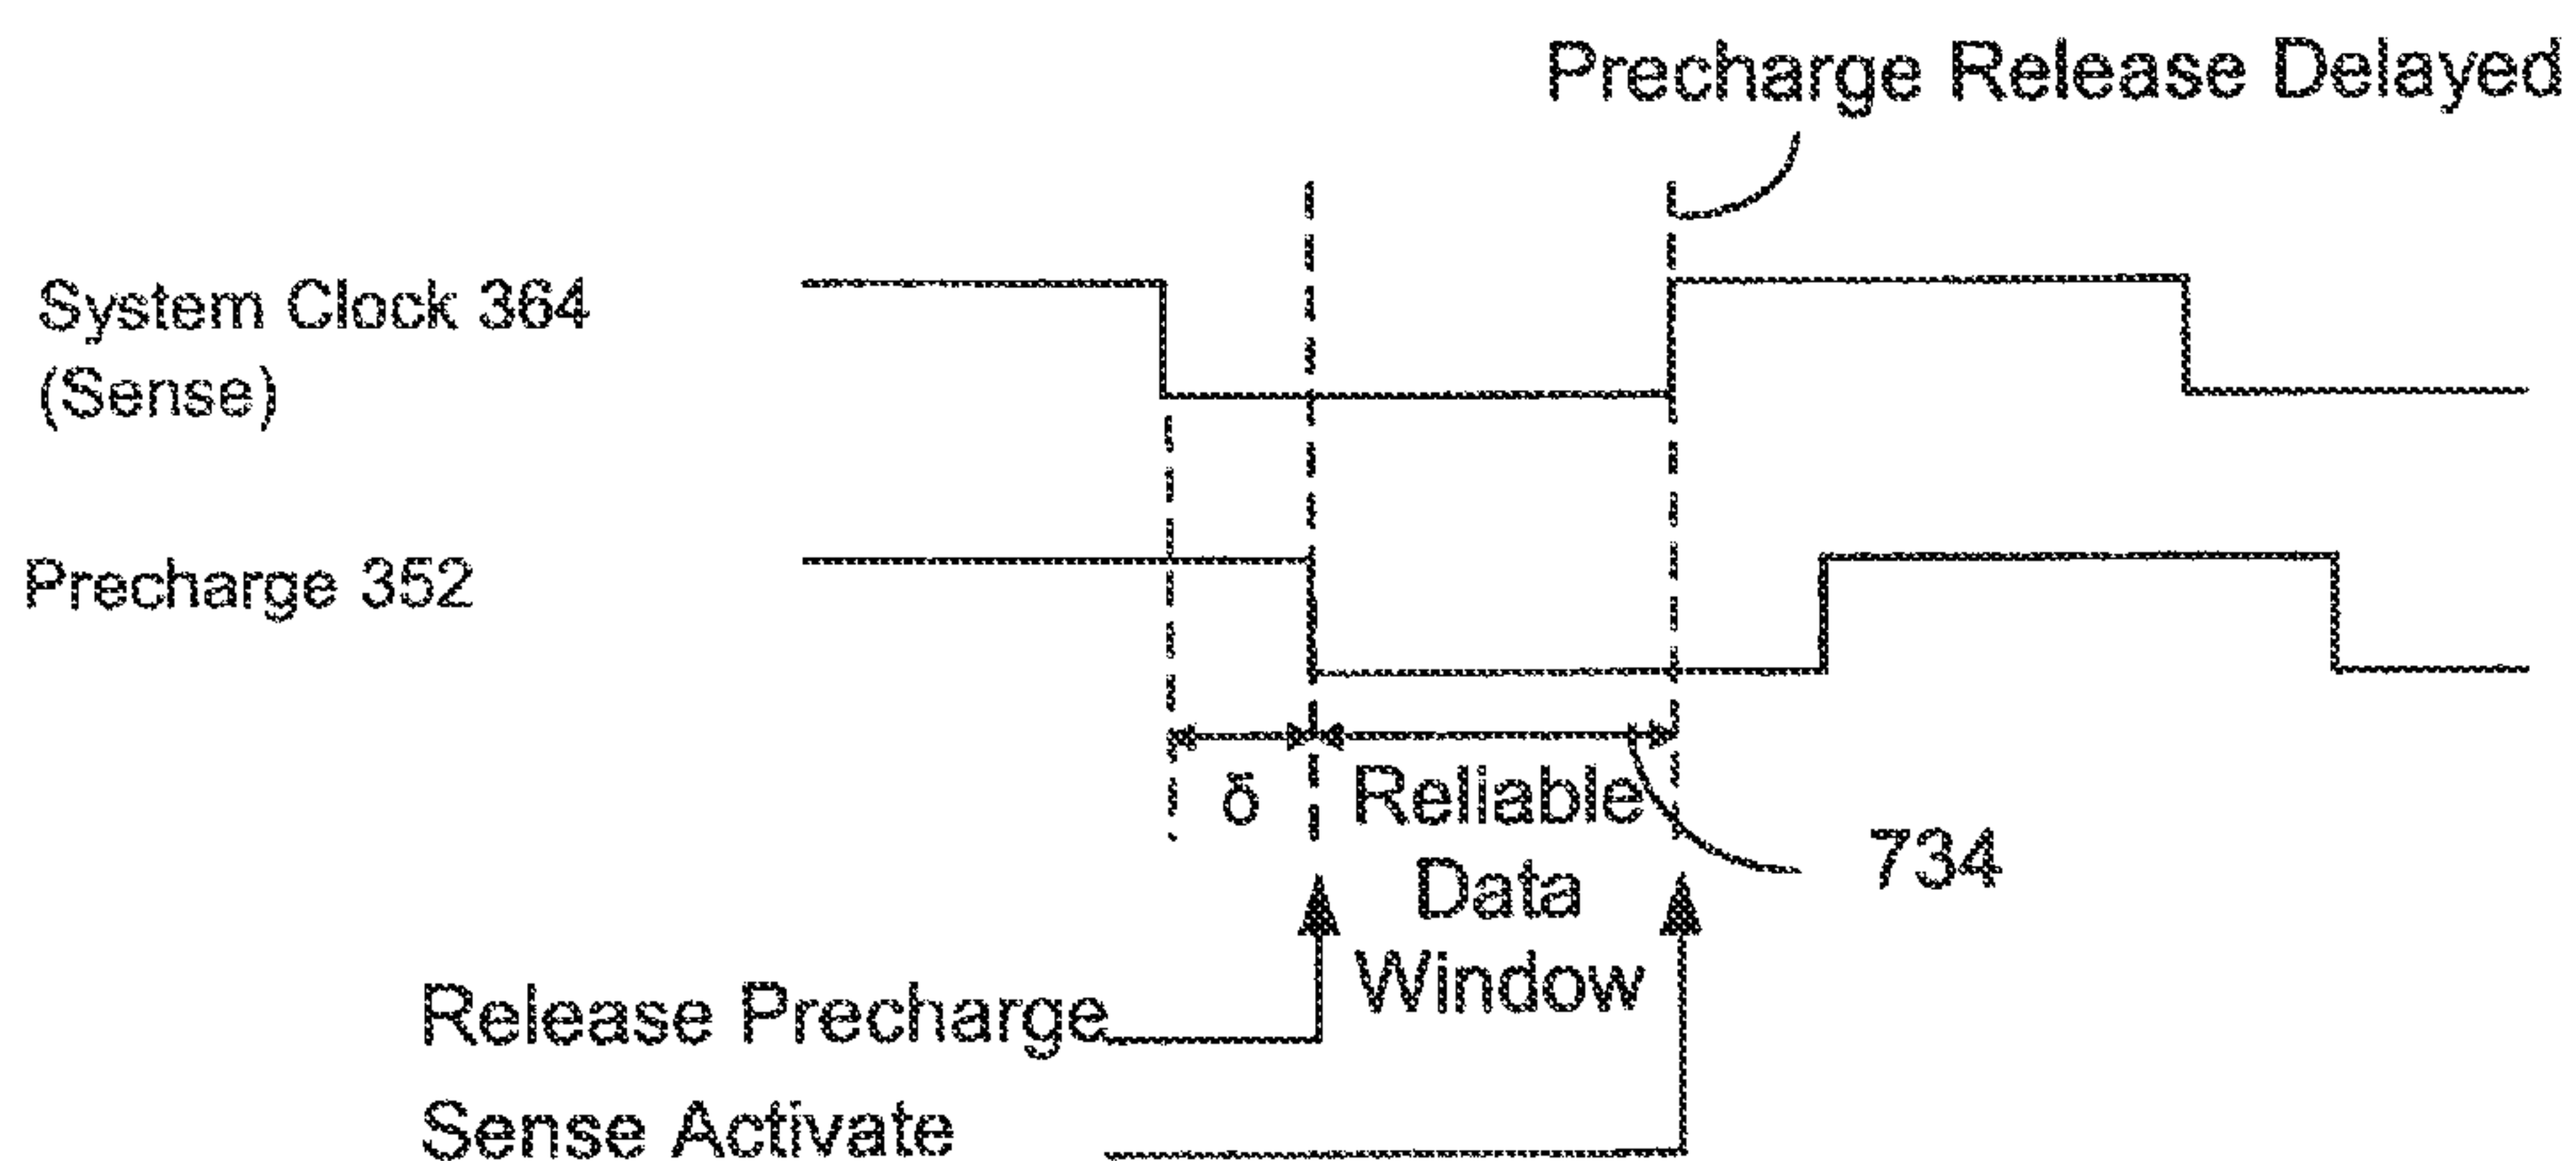 Precharge Release Delayed
System Clock 364
(Sense)
Precharge 352
δ
Reliable
Data
Window
734
Release Precharge
Sense Activate